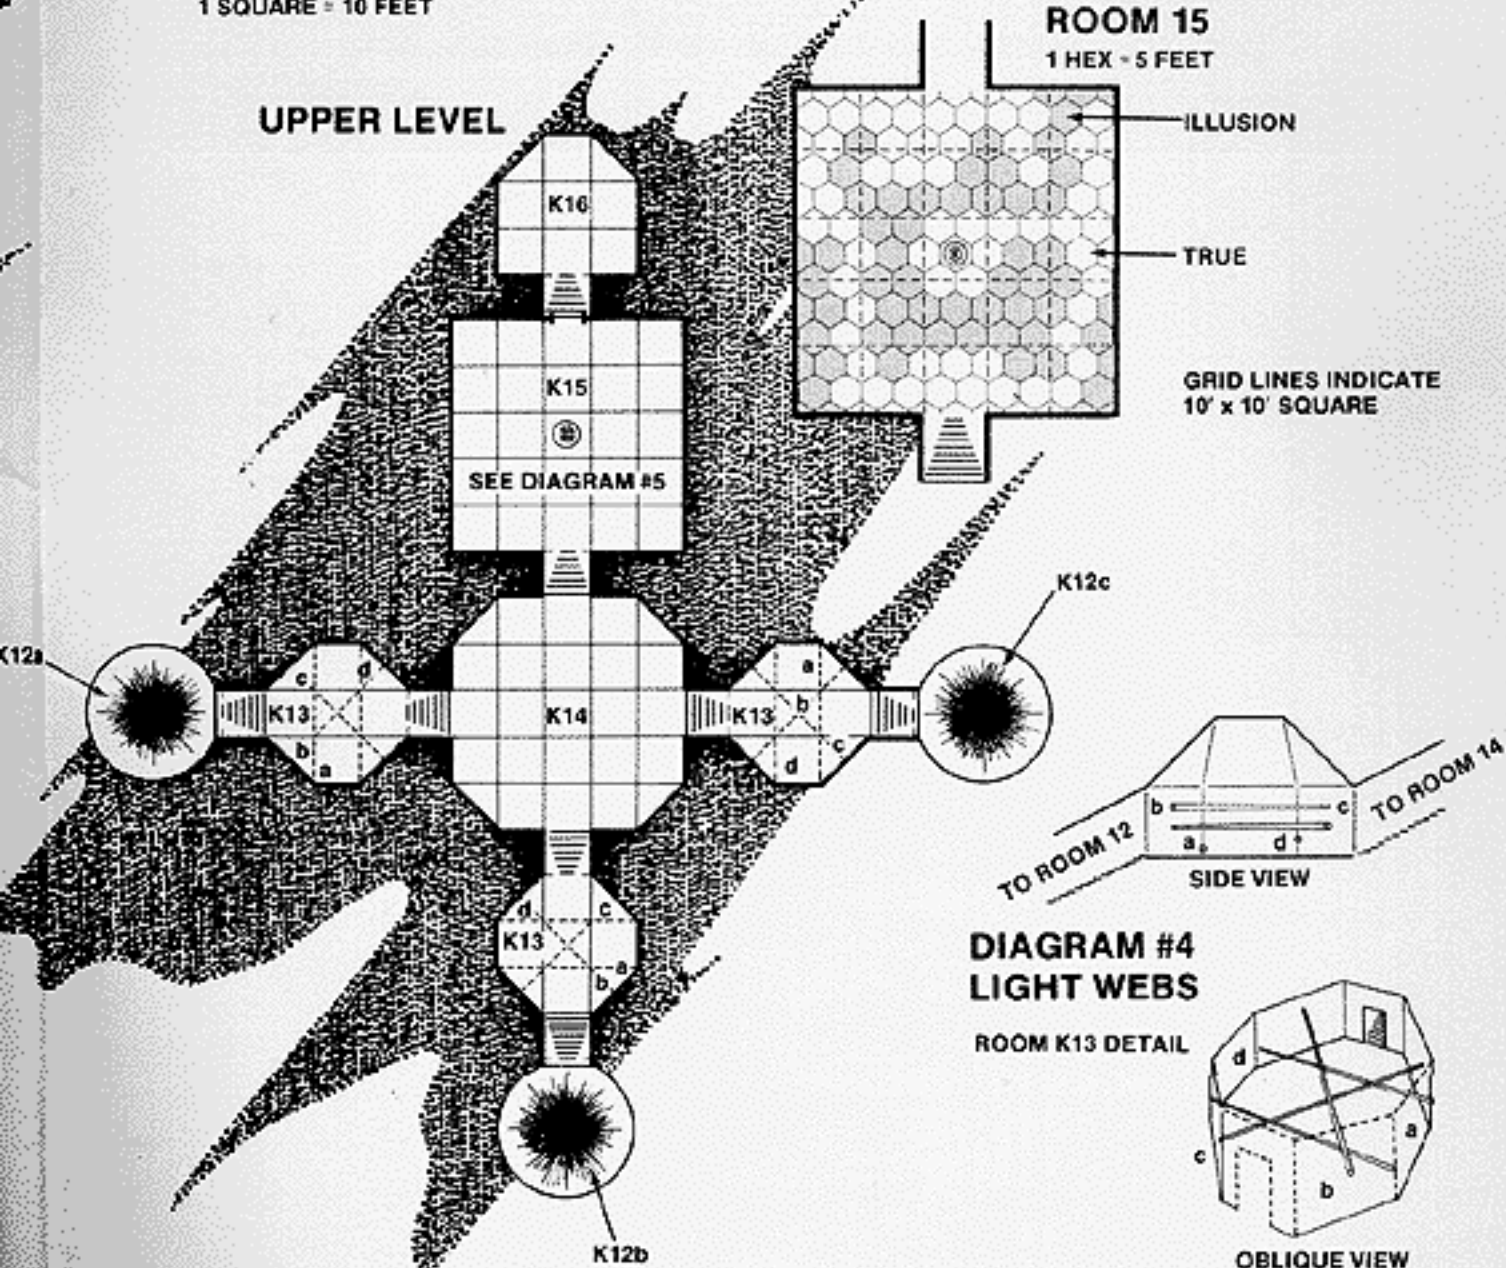 1 SQUARE = 10 FEET
ROOM 15
1 HEX = 5 FEET
UPPER LEVEL
ILLUSION
K16
TRUE
K15
GRID LINES INDICATE
10' x 10' SQUARE
SEE DIAGRAM #5
K12c
K12a
c
d
K13
b
a
K14
a
K13
b
c
d
TO ROOM 12
b
c
a
d
TO ROOM 14
SIDE VIEW
d
c
K13
a
b
DIAGRAM #4
LIGHT WEBS
ROOM K13 DETAIL
d
a
c
b
K12b
OBLIQUE VIEW